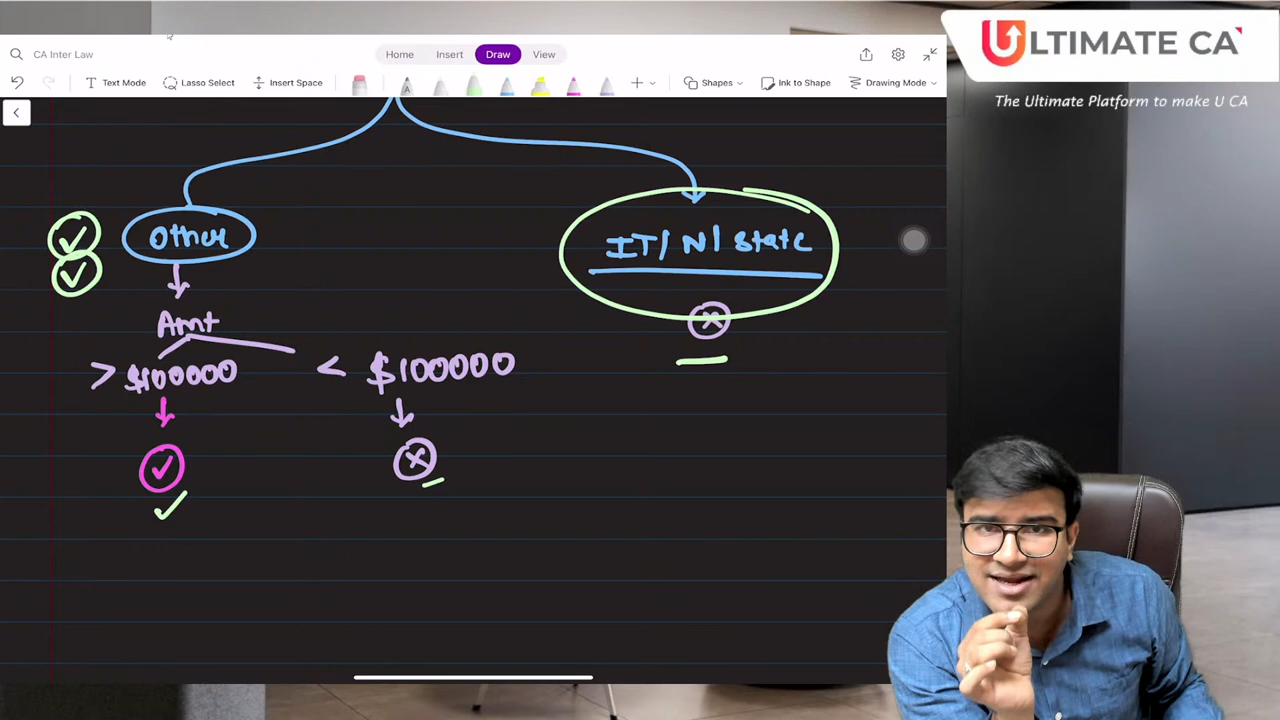 ULTIMATE CA
The Ultimate Platform to make U CA
CA Inter Law
Home Insert Draw View
Text Mode Lasso Select Insert Space Shapes Ink to Shape Drawing Mode
Other
IT/ N/ State
Amt
> $100000 < $100000